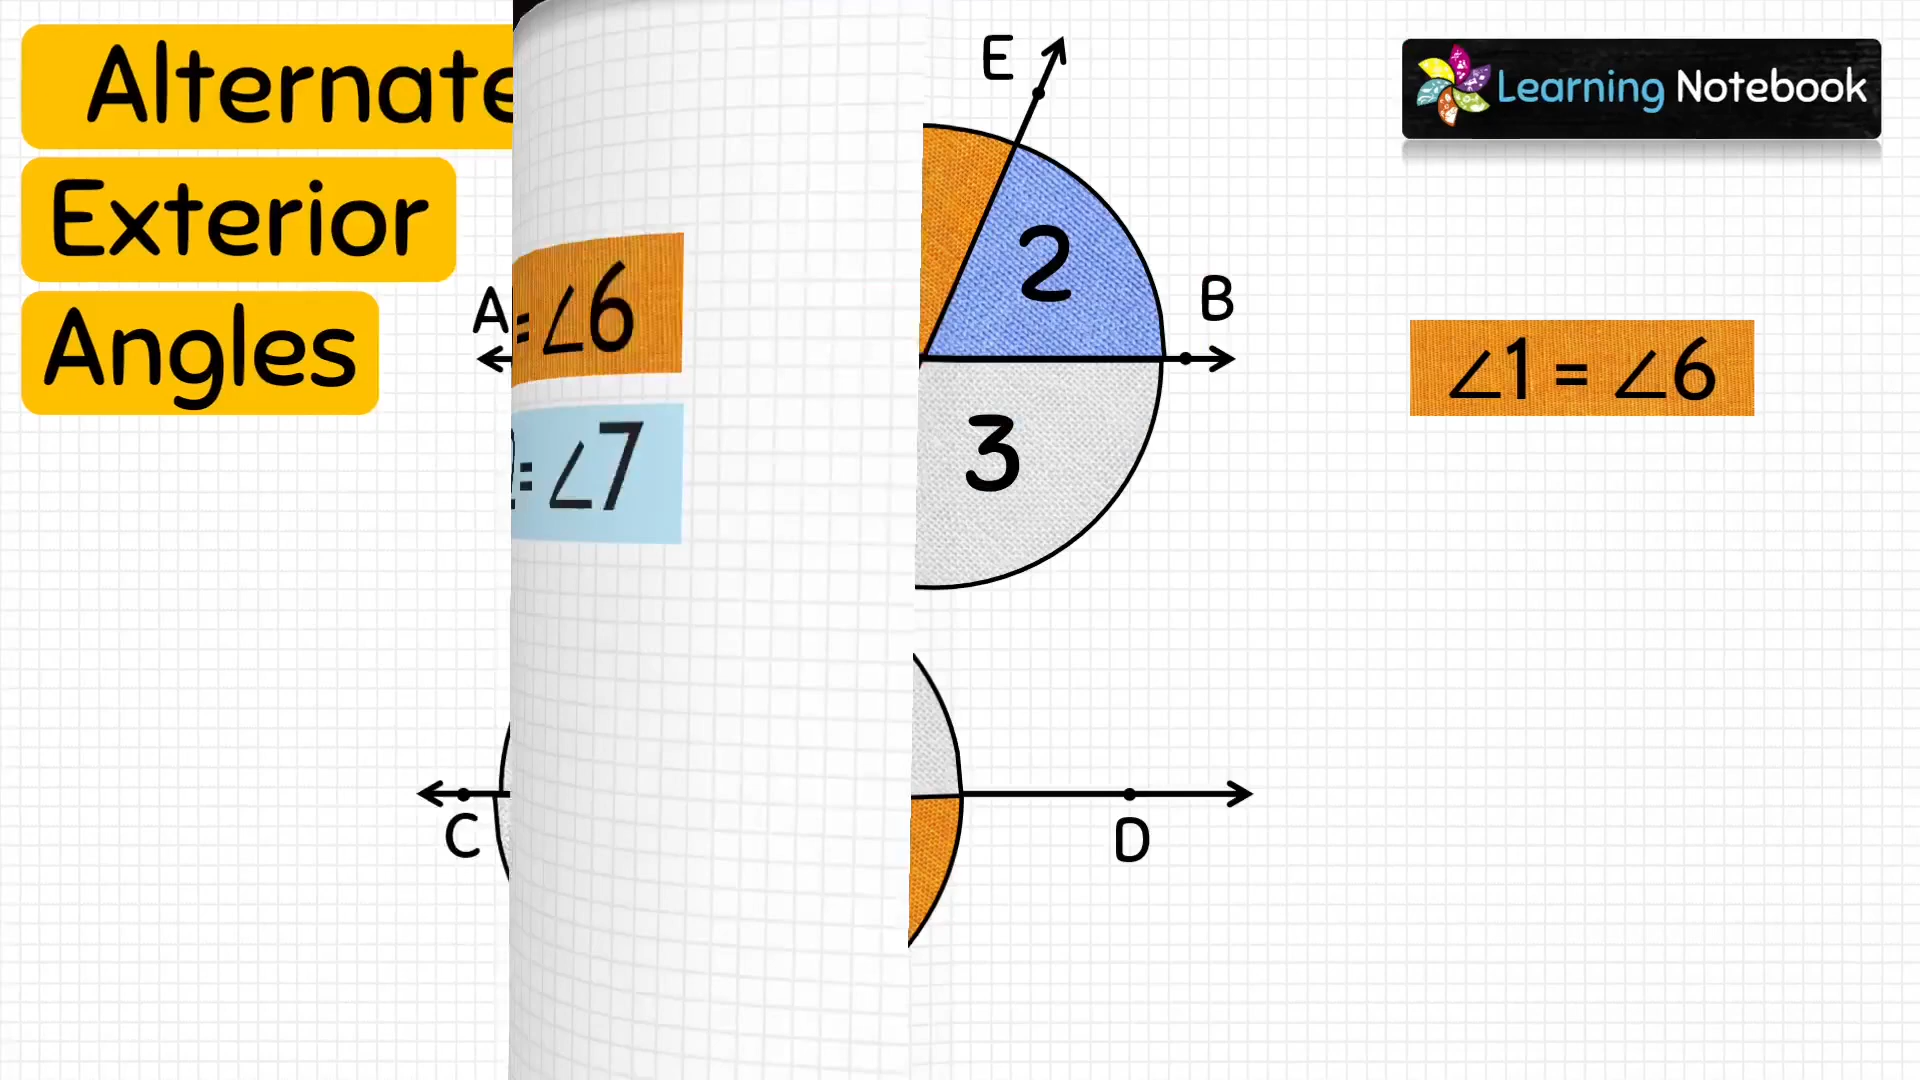 Alternate
Exterior
Angles
E
Learning Notebook
2
B
A
= ∠6
∠1 = ∠6
= ∠7
3
C
D